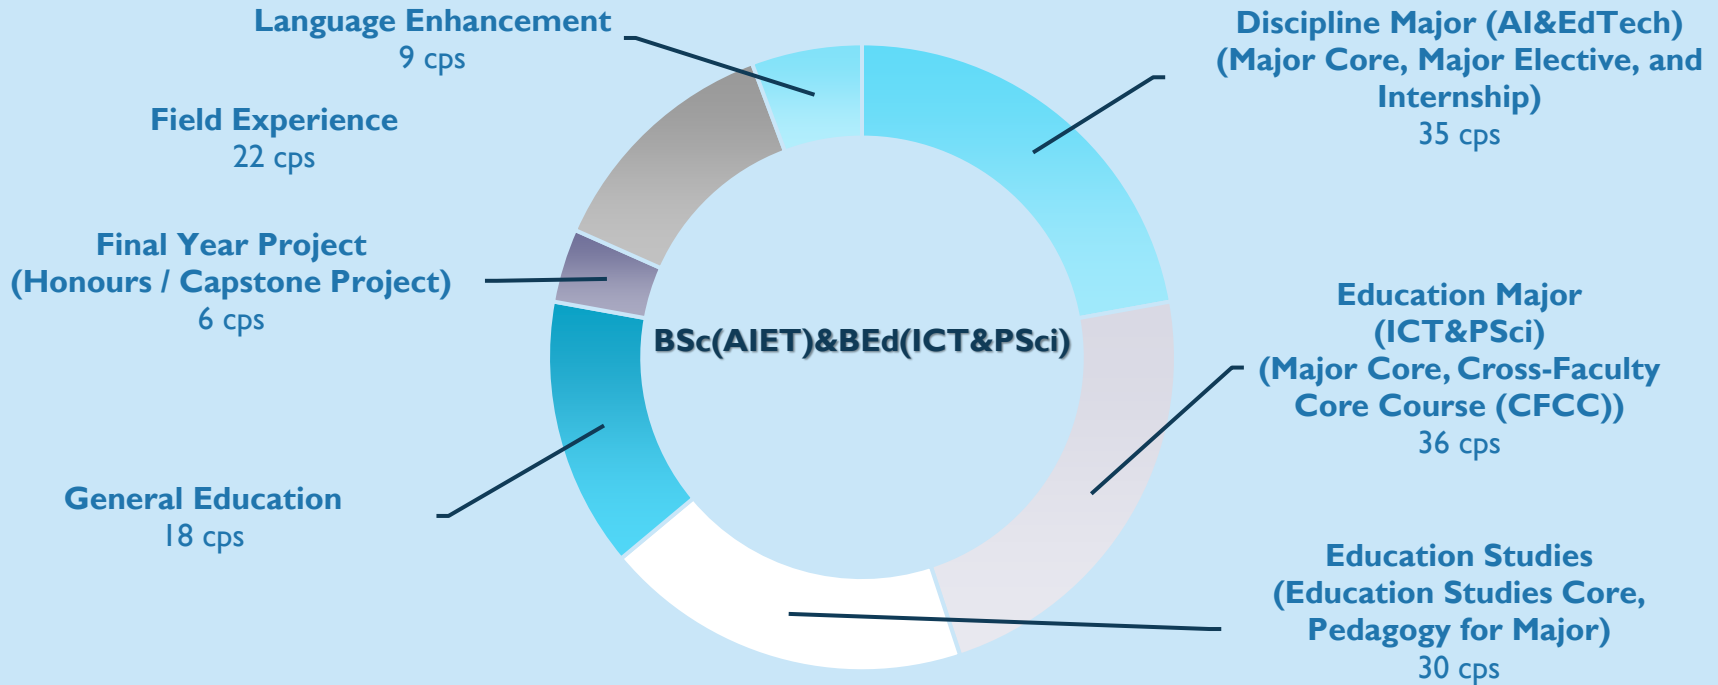 Language Enhancement
9 cps
Field Experience
22 cps
Final Year Project
(Honours / Capstone Project)
6 cps
General Education
18 cps
BSc(AIET)&BEd(ICT&PSci)
Discipline Major (AI&EdTech)
(Major Core, Major Elective, and
Internship)
35 cps
Education Major
(ICT&PSci)
(Major Core, Cross-Faculty
Core Course (CFCC))
36 cps
Education Studies
(Education Studies Core,
Pedagogy for Major)
30 cps